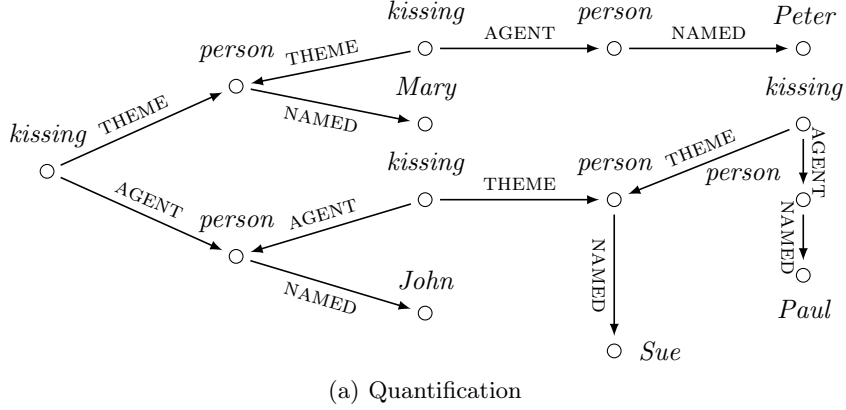 kissing
person
Peter
AGENT
NAMED
THEME
person
Mary
kissing
NAMED
THEME
kissing
kissing
person
THEME
person
AGENT
THEME
AGENT
person
AGENT
NAMED
NAMED
John
NAMED
Paul
Sue
(a) Quantification